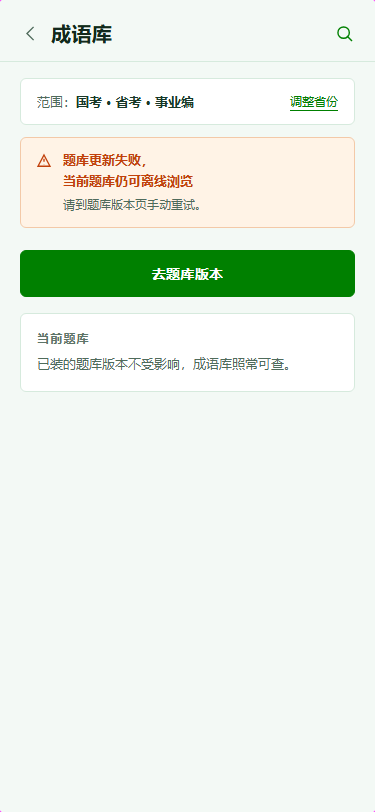 成语库
范围：国考 • 省考 • 事业编
调整省份
题库更新失败，
当前题库仍可离线浏览
请到题库版本页手动重试。
去题库版本
当前题库
已装的题库版本不受影响，成语库照常可查。